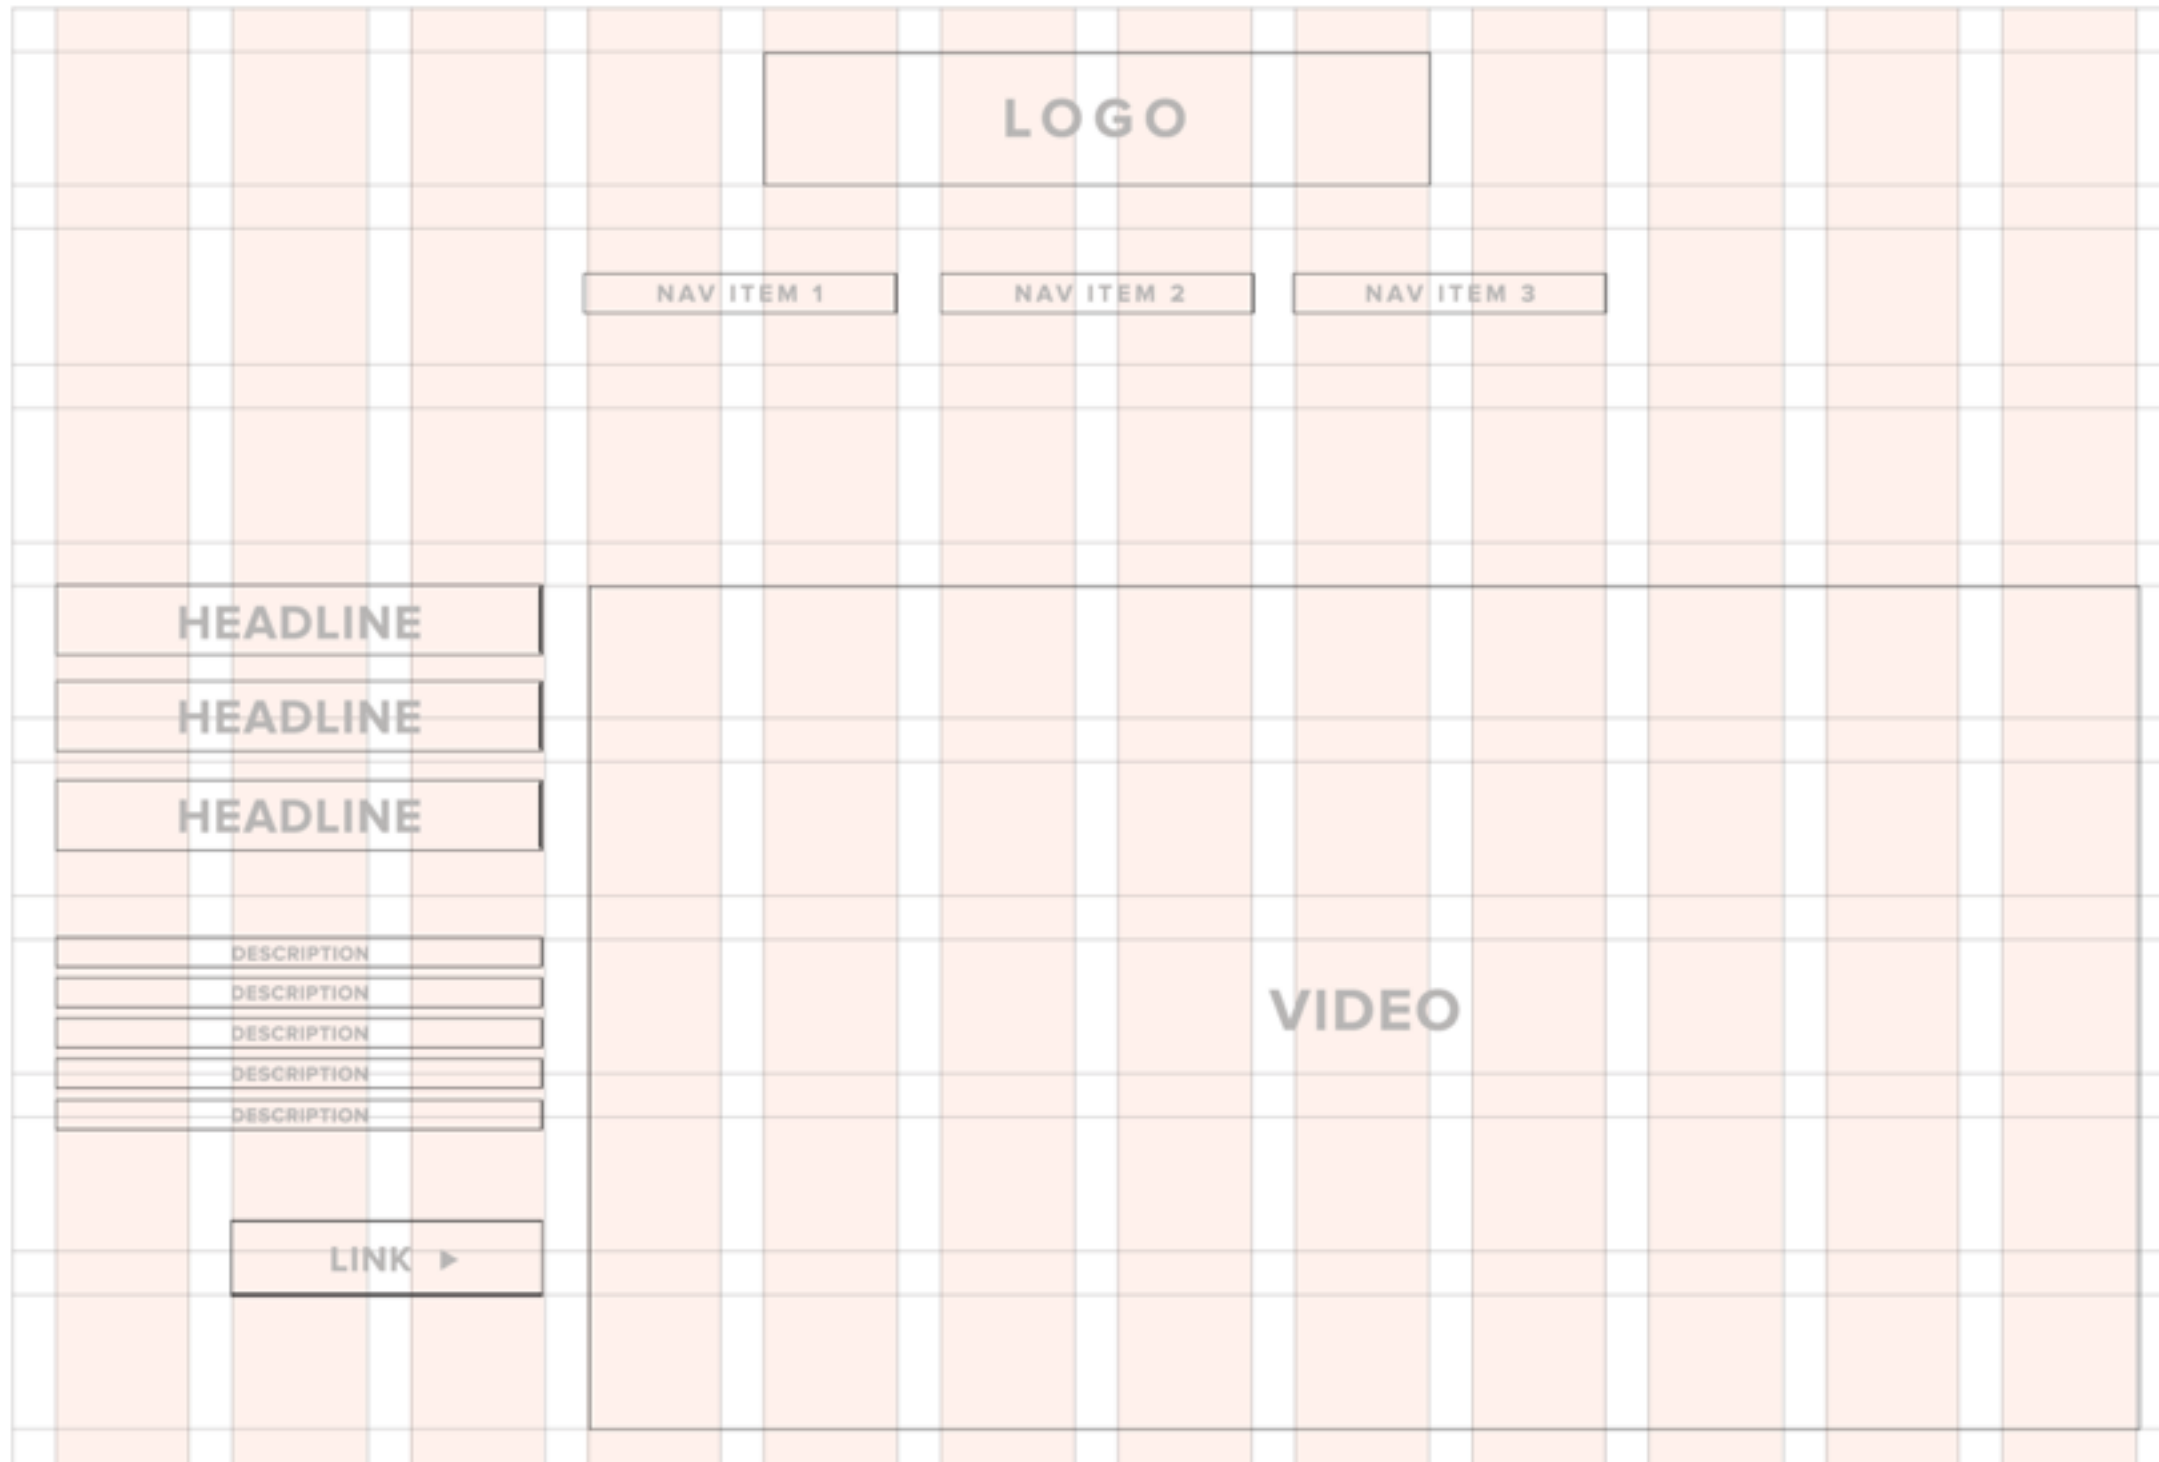 LOGO
NAV ITEM 1
NAV ITEM 2
NAV ITEM 3
HEADLINE
HEADLINE
HEADLINE
DESCRIPTION
DESCRIPTION
DESCRIPTION
DESCRIPTION
DESCRIPTION
LINK ►
VIDEO